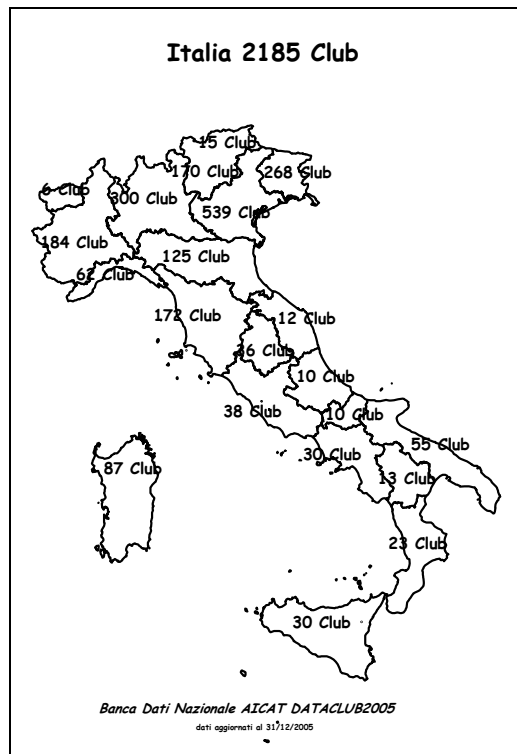 Italia 2185 Club
15 Club
170 Club
268 Club
6 Club
300 Club
539 Club
184 Club
125 Club
62 Club
172 Club
12 Club
36 Club
10 Club
38 Club
10 Club
55 Club
30 Club
87 Club
13 Club
23 Club
30 Club
Banca Dati Nazionale AICAT DATACLUB2005
dati aggiornati al 31/12/2005